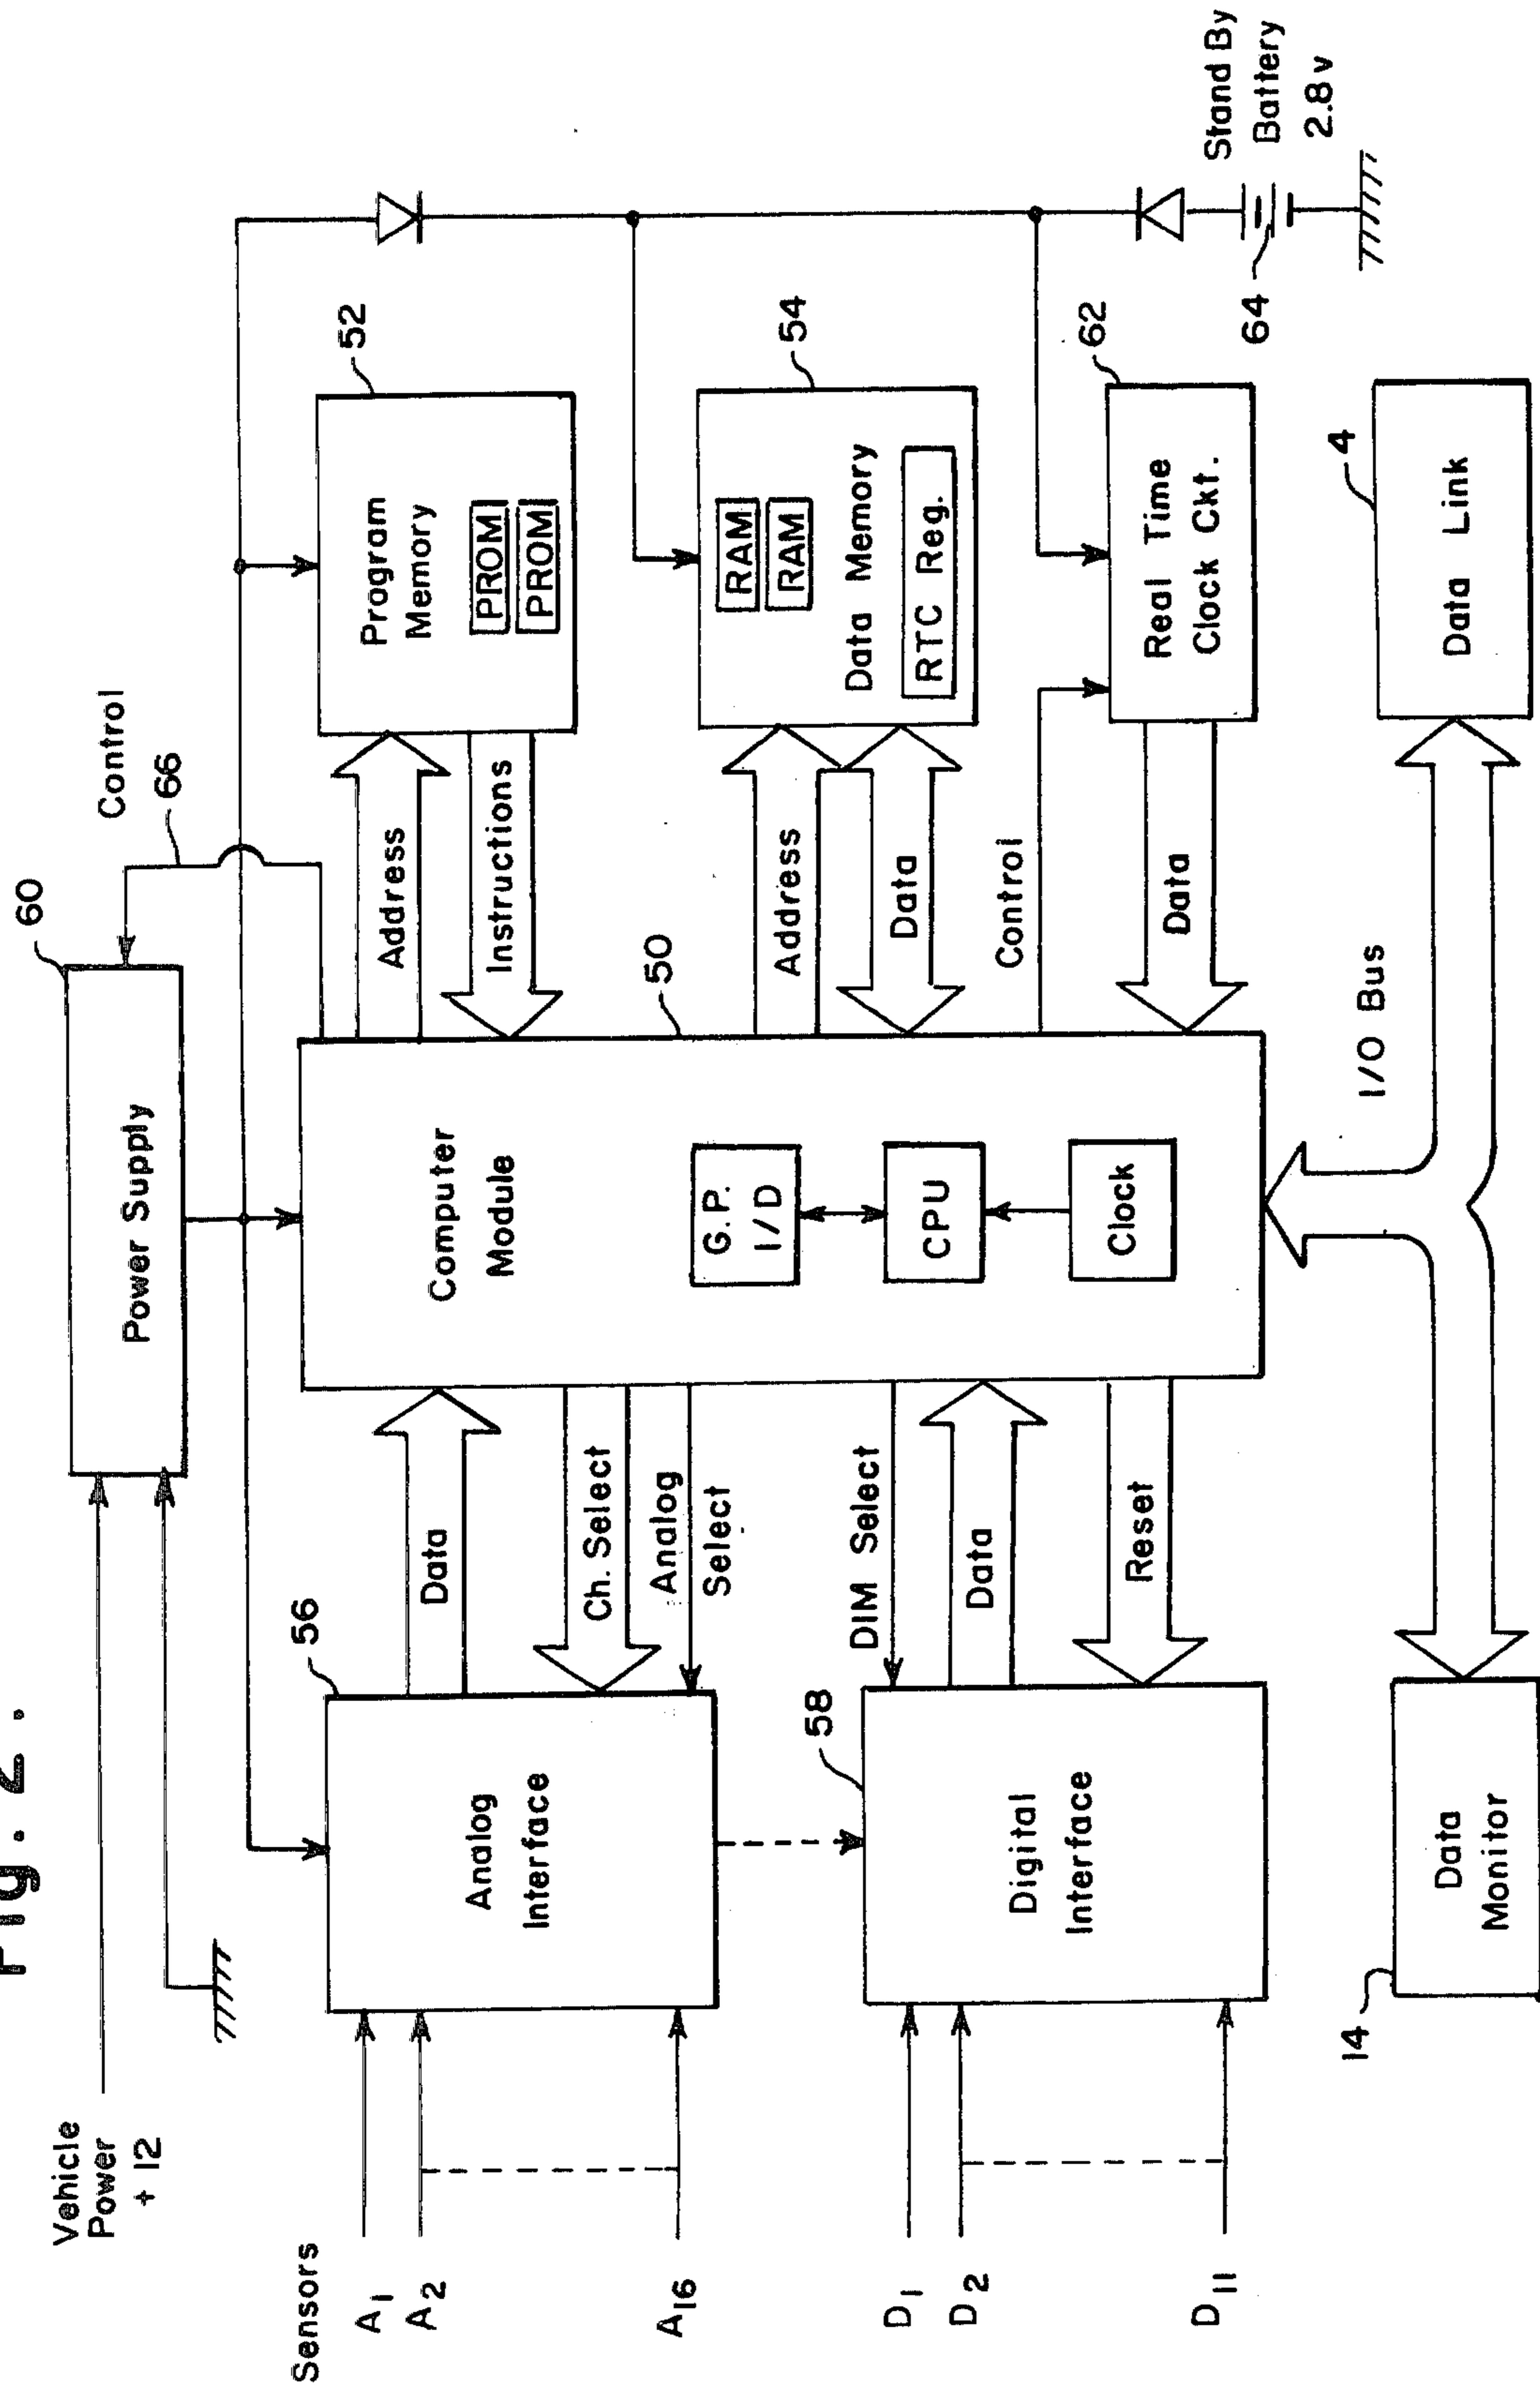 Fig. 2.
Vehicle
Power
+ 12
60
Power Supply
Control
66
Sensors
A1
A2
A16
56
Analog
Interface
Data
Ch. Select
Analog
Select
Computer
Module
50
G.P.
I/D
CPU
Clock
Address
Instructions
52
Program
Memory
PROM
PROM
Address
Data
54
RAM
RAM
Data Memory
RTC Reg.
D1
D2
D11
58
Digital
Interface
DIM Select
Data
Reset
Control
Data
62
Real Time
Clock Ckt.
64
Stand By
Battery
2.8v
I/O Bus
14
Data
Monitor
4
Data Link